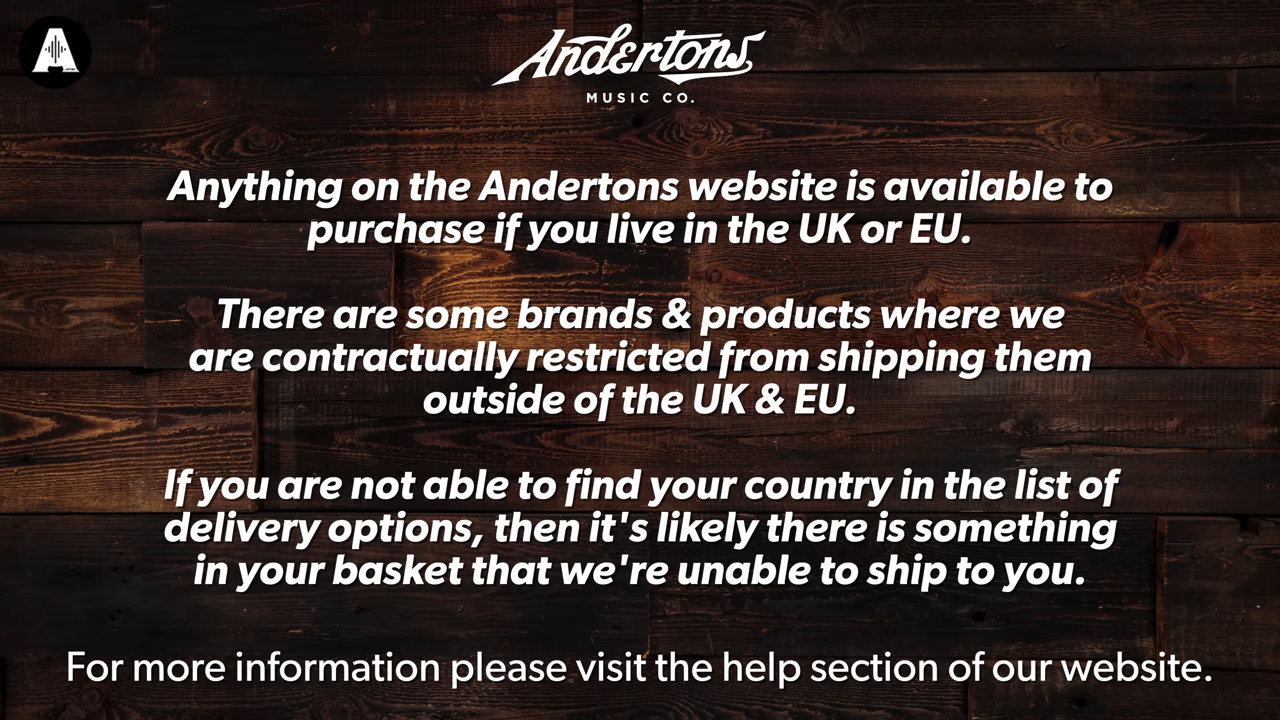 A
Andertons
MUSIC CO.
Anything on the Andertons website is available to
purchase if you live in the UK or EU.
There are some brands & products where we
are contractually restricted from shipping them
outside of the UK & EU.
If you are not able to find your country in the list of
delivery options, then it's likely there is something
in your basket that we're unable to ship to you.
For more information please visit the help section of our website.